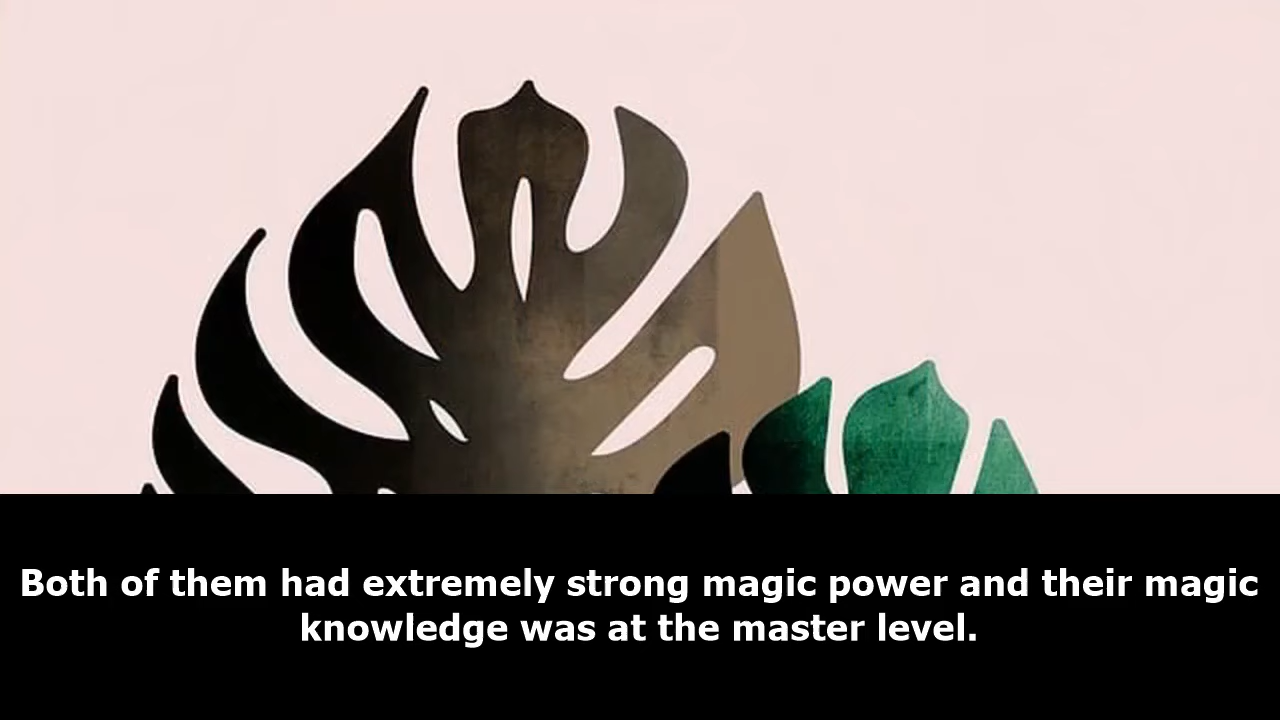 Both of them had extremely strong magic power and their magic
knowledge was at the master level.